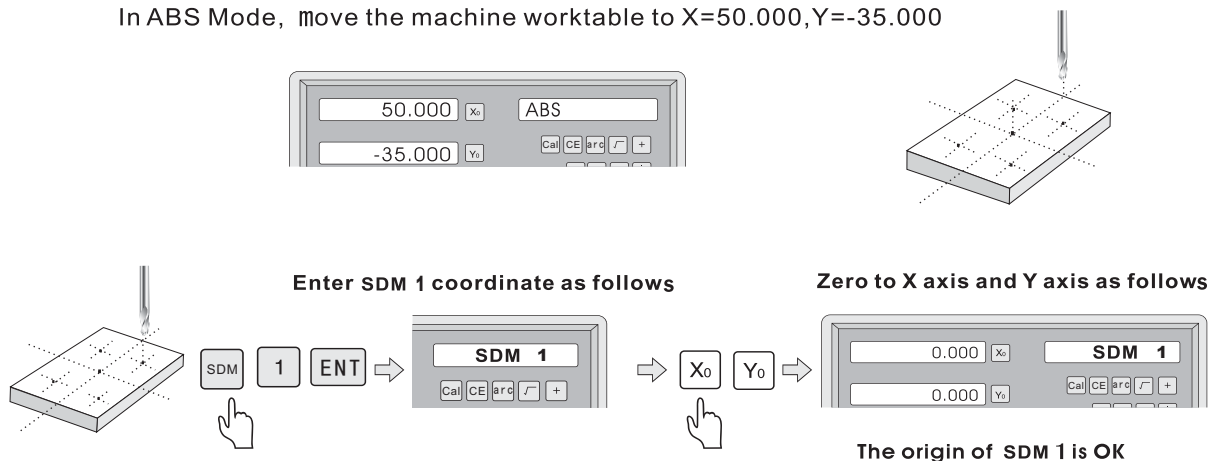 In ABS Mode, move the machine worktable to X=50.000,Y=-35.000
50.000 X₀ ABS
Cal CE arc √ +
-35.000 Y₀
Enter SDM 1 coordinate as follows
Zero to X axis and Y axis as follows
SDM 1 ENT
SDM 1
Cal CE arc √ +
X₀ Y₀
0.000 X₀ SDM 1
Cal CE arc √ +
0.000 Y₀
The origin of SDM 1 is OK